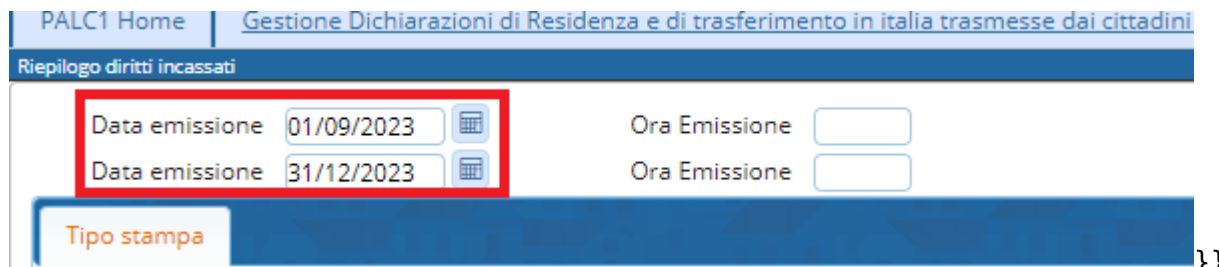 PALC1 Home Gestione Dichiarazioni di Residenza e di trasferimento in italia trasmesse dai cittadini
Riepilogo diritti incassati
Data emissione 01/09/2023 Ora Emissione
Data emissione 31/12/2023 Ora Emissione
Tipo stampa
}}